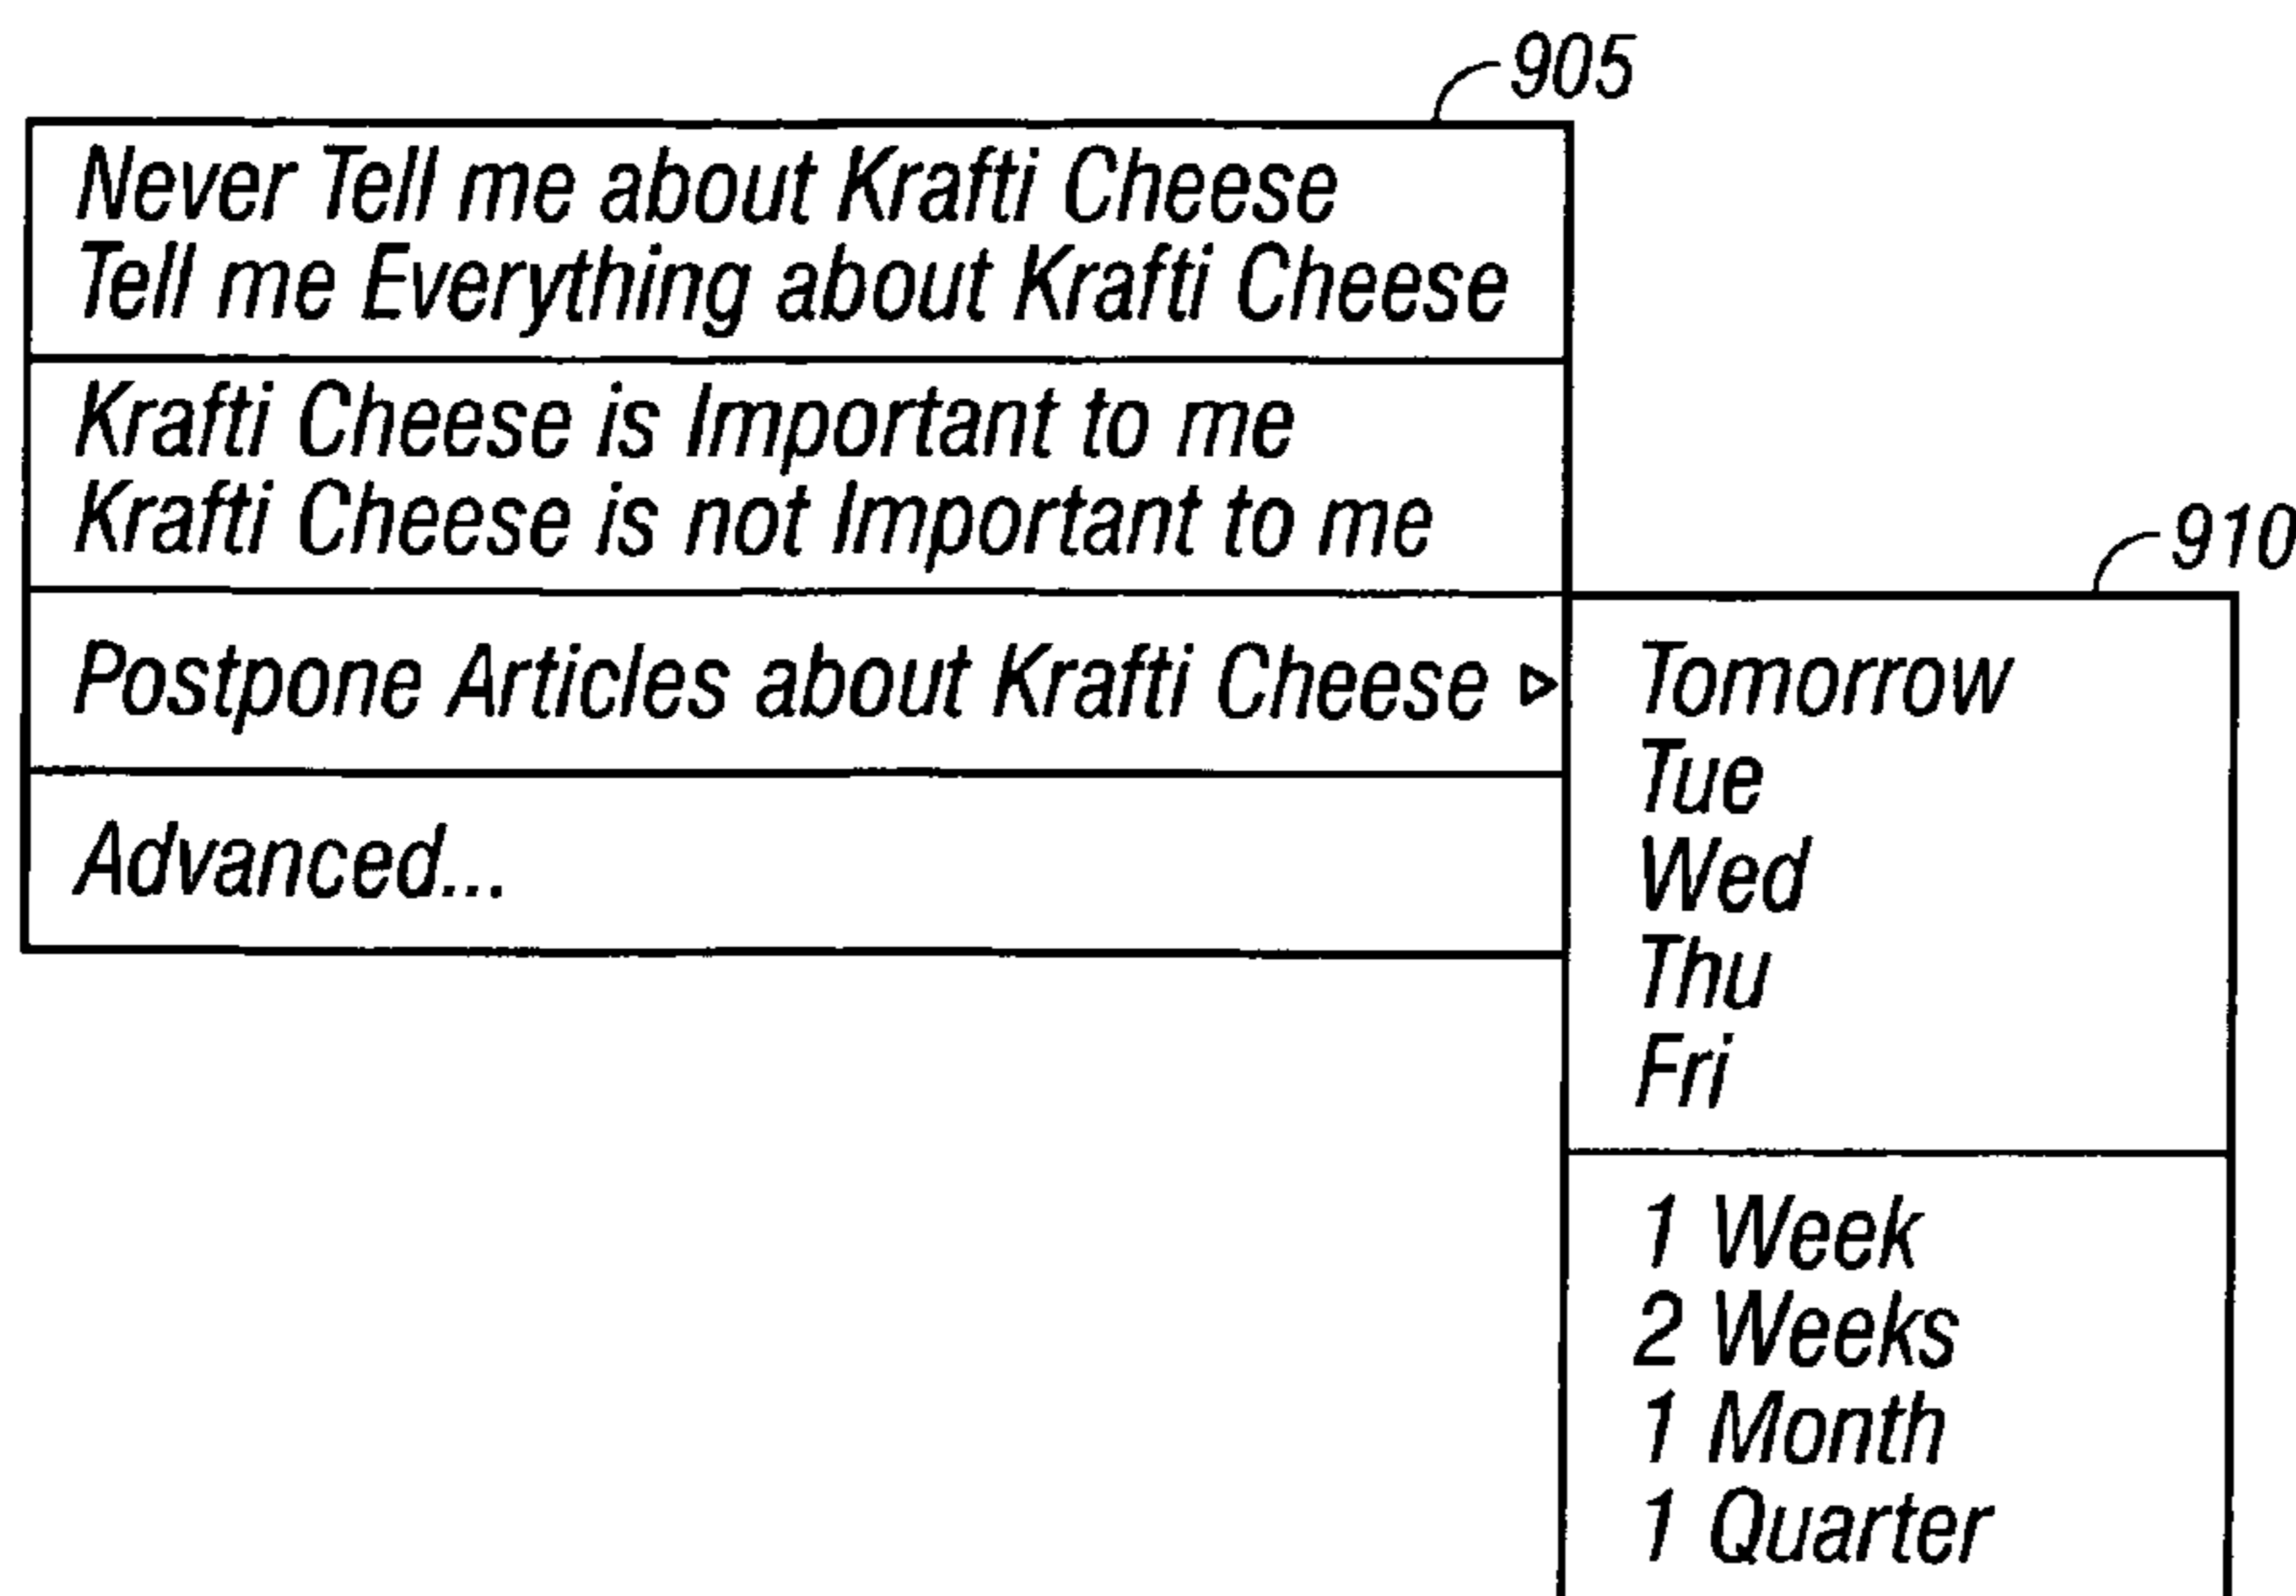 905
Never Tell me about Krafti Cheese
Tell me Everything about Krafti Cheese
Krafti Cheese is Important to me
Krafti Cheese is not Important to me
910
Postpone Articles about Krafti Cheese
Advanced...
Tomorrow
Tue
Wed
Thu
Fri
1 Week
2 Weeks
1 Month
1 Quarter